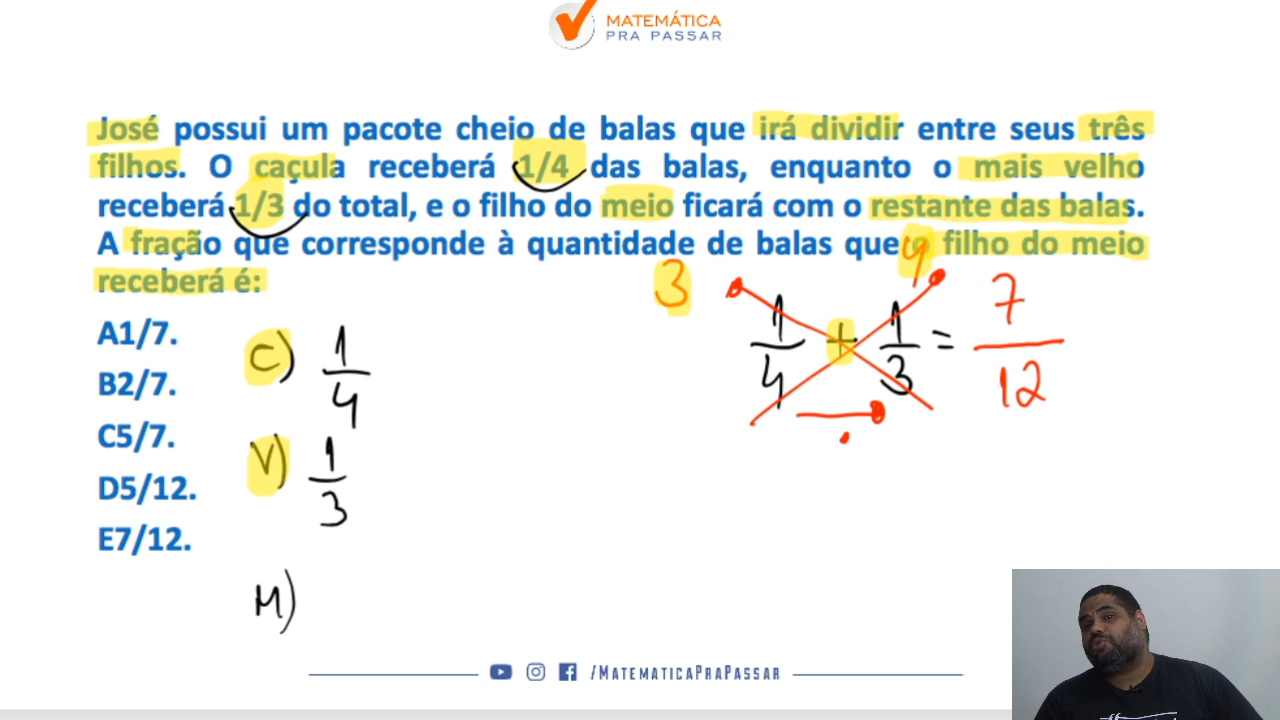 MATEMÁTICA
PRA PASSAR
José possui um pacote cheio de balas que irá dividir entre seus três
filhos. O caçula receberá 1/4 das balas, enquanto o mais velho
receberá 1/3 do total, e o filho do meio ficará com o restante das balas.
A fração que corresponde à quantidade de balas que o filho do meio
receberá é:
A1/7.
B2/7.
C5/7.
D5/12.
E7/12.
C) 1/4
V) 1/3
M)
3 4
1/4 + 1/3 = 7/12
/MATEMATICAPRAPASSAR